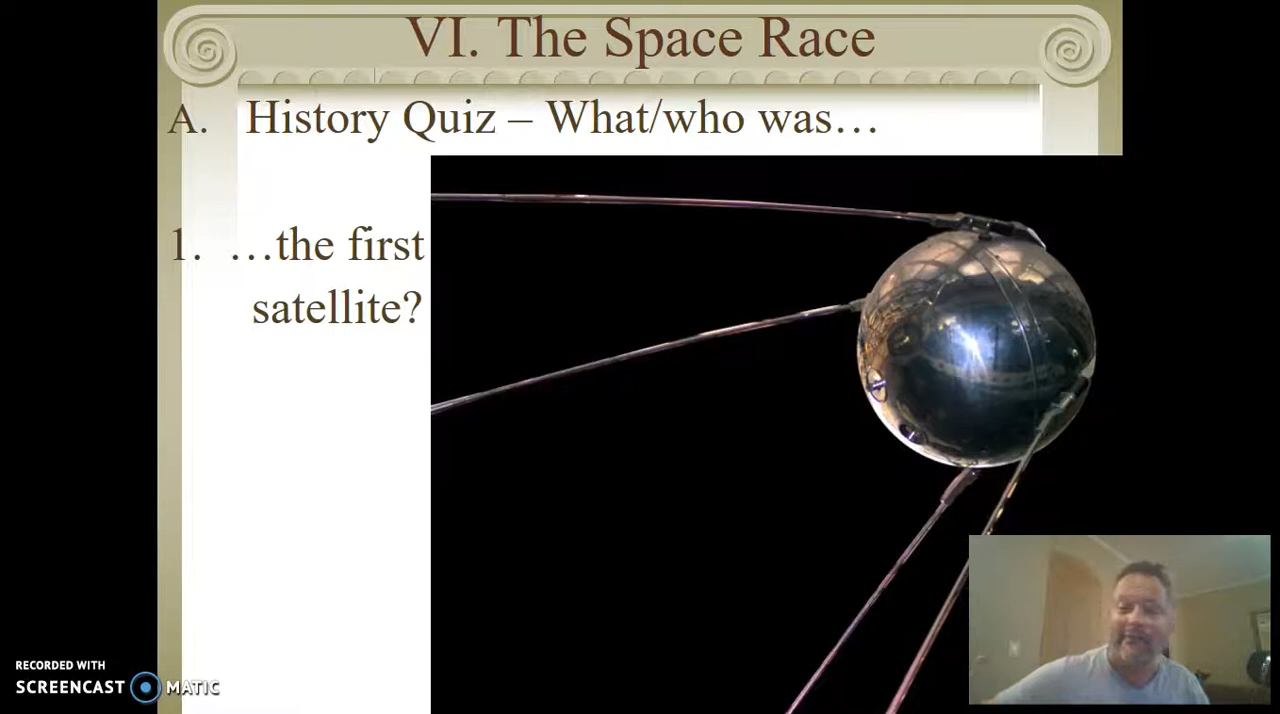 VI. The Space Race
A. History Quiz – What/who was…
1. …the first
satellite?
RECORDED WITH
SCREENCAST MATIC